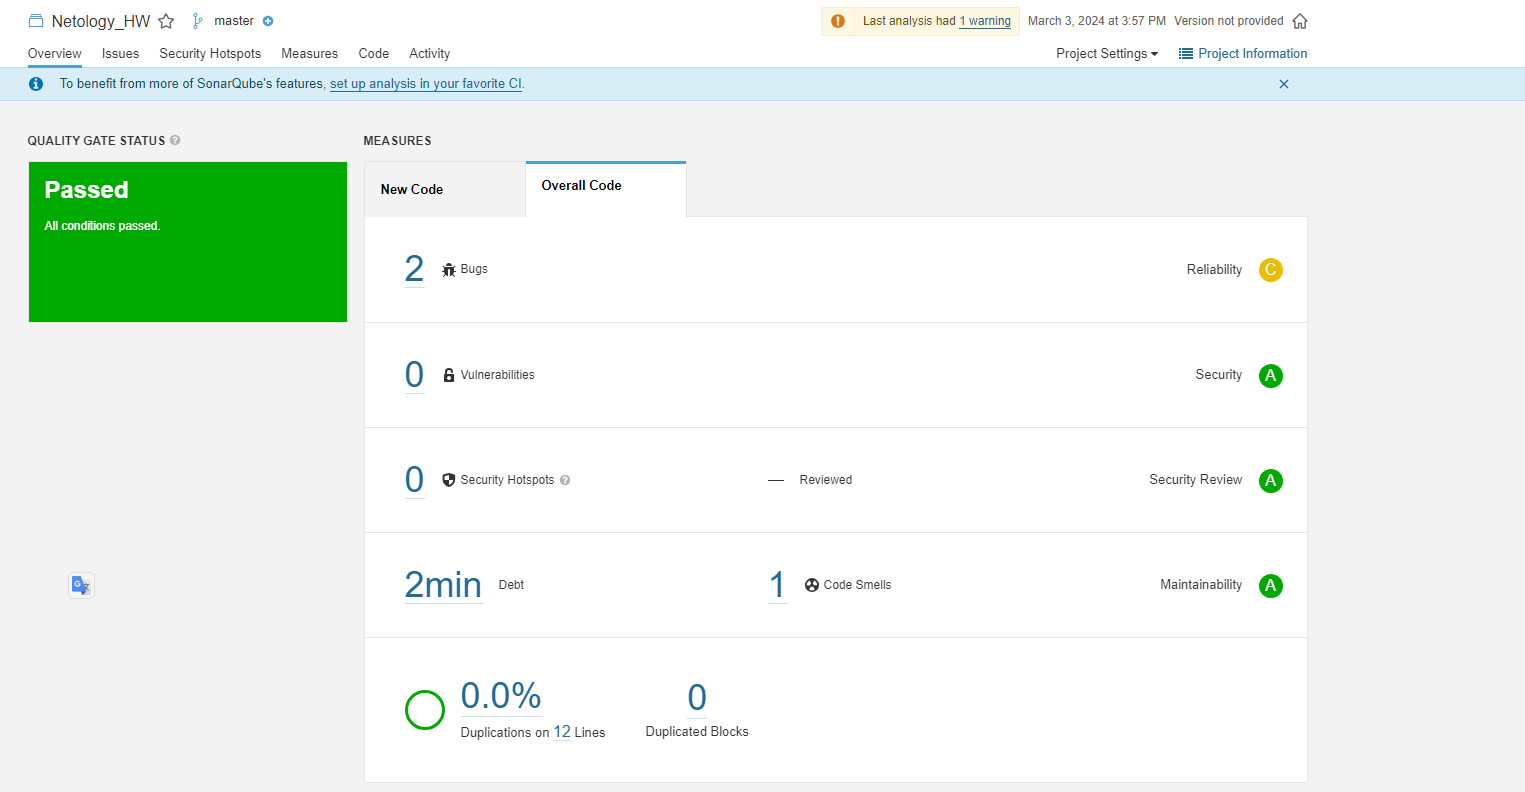 Netology_HW master Last analysis had 1 warning March 3, 2024 at 3:57 PM Version not provided
Overview Issues Security Hotspots Measures Code Activity Project Settings Project Information
To benefit from more of SonarQube's features, set up analysis in your favorite CI.
QUALITY GATE STATUS ?
Passed
All conditions passed.
MEASURES
New Code Overall Code
2 Bugs Reliability C
0 Vulnerabilities Security A
0 Security Hotspots ? — Reviewed Security Review A
2min Debt 1 Code Smells Maintainability A
0.0% 0
Duplications on 12 Lines Duplicated Blocks
G